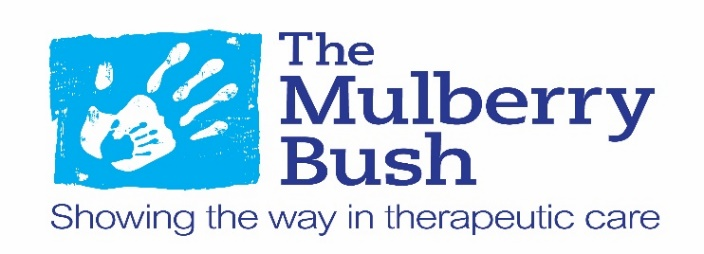 The
Mulberry
Bush
Showing the way in therapeutic care